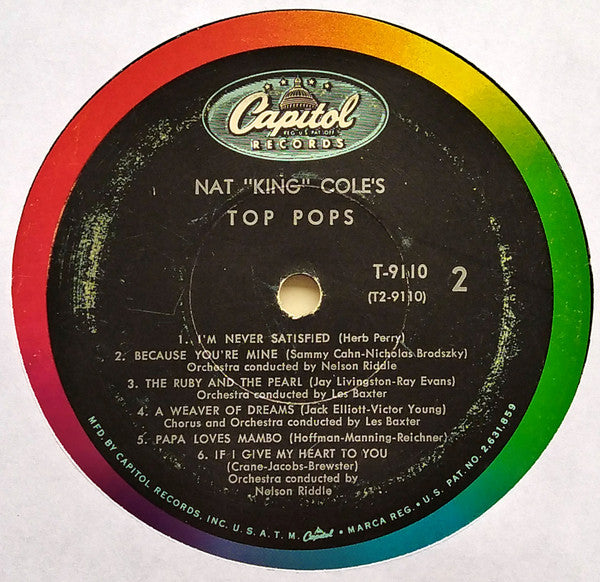 Capitol
REG. U.S. PAT. OFF.
RECORDS
NAT "KING" COLE'S
TOP POPS
T-9110
(T2-9110)
2
1. I'M NEVER SATISFIED (Herb Perry)
2. BECAUSE YOU'RE MINE (Sammy Cahn-Nicholas Brodszky)
Orchestra conducted by Nelson Riddle
3. THE RUBY AND THE PEARL (Jay Livingston-Ray Evans)
Orchestra conducted by Les Baxter
4. A WEAVER OF DREAMS (Jack Elliott-Victor Young)
Chorus and Orchestra conducted by Les Baxter
5. PAPA LOVES MAMBO (Hoffman-Manning-Reichner)
6. IF I GIVE MY HEART TO YOU
(Crane-Jacobs-Brewster)
Orchestra conducted by
Nelson Riddle
MFD BY CAPITOL RECORDS, INC. U.S.A. T.M. Capitol • MARCA REG. • U.S. PAT. NO. 2,631,859